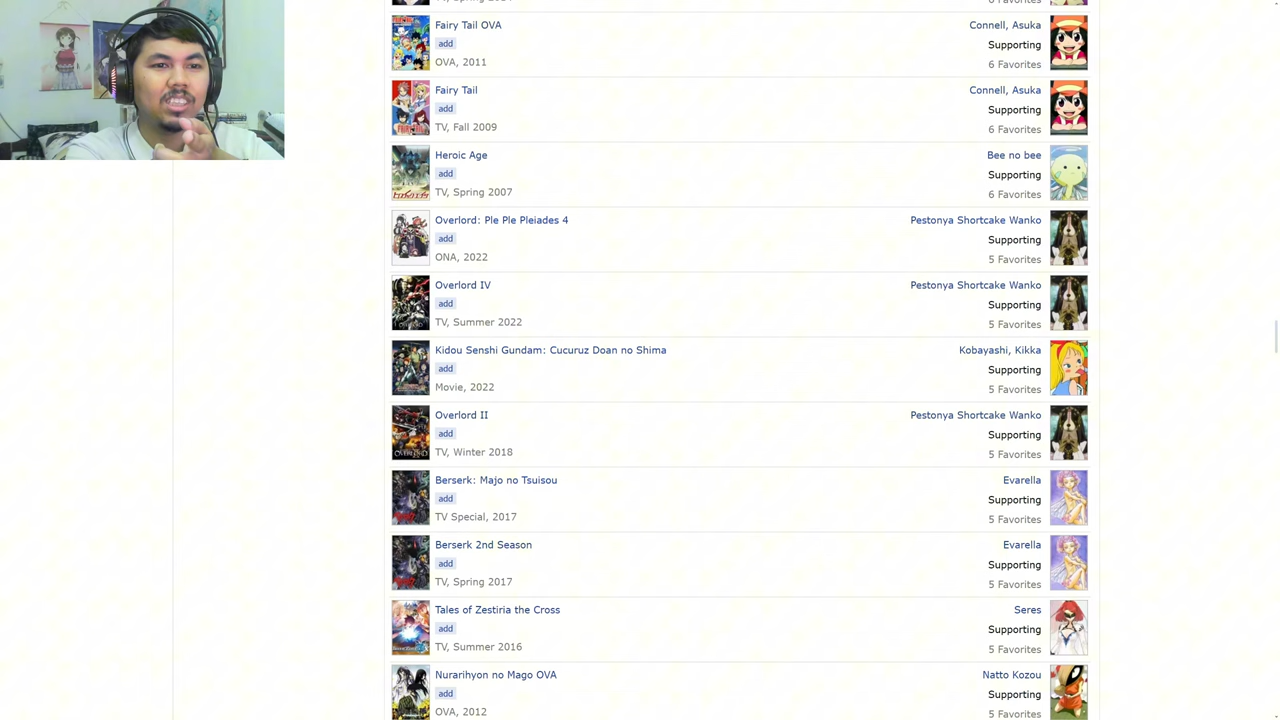 Fairy Tail OVA
Connell, Asuka
add
Supporting
OVA, 2011
6 Favorites
Fairy Tail
Connell, Asuka
add
Supporting
TV, Fall 2009
6 Favorites
Heroic Age
Bee no bee
add
Supporting
TV, Spring 2007
6 Favorites
Overlord: Ple Ple Pleiades 4
Pestonya Shortcake Wanko
add
Supporting
ONA, 2022
5 Favorites
Overlord IV
Pestonya Shortcake Wanko
add
Supporting
TV, Summer 2022
5 Favorites
Kidou Senshi Gundam: Cucuruz Doan no Shima
Kobayashi, Kikka
add
Supporting
Movie, 2022
5 Favorites
Overlord II
Pestonya Shortcake Wanko
add
Supporting
TV, Winter 2018
5 Favorites
Berserk: Majo no Tsuisou
Evarella
add
Supporting
TV Special, 2017
5 Favorites
Berserk 2nd Season
Evarella
add
Supporting
TV, Spring 2017
5 Favorites
Tales of Zestiria the Cross
Seres
add
Supporting
TV, Summer 2016
5 Favorites
Nurarihyon no Mago OVA
Natto Kozou
add
Supporting
OVA, 2012
5 Favorites